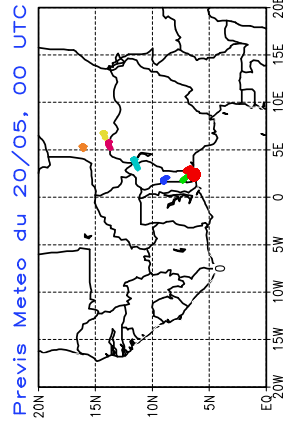 Previs Meteo du 20/05, 00 UTC
20E
15E
10E
5E
0
5W
10W
15W
20W
20N
15N
10N
5N
EQ
0